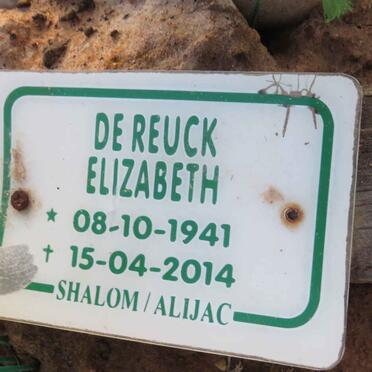 DE REUCK
ELIZABETH
★ 08-10-1941
✝ 15-04-2014
SHALOM / ALIJAC